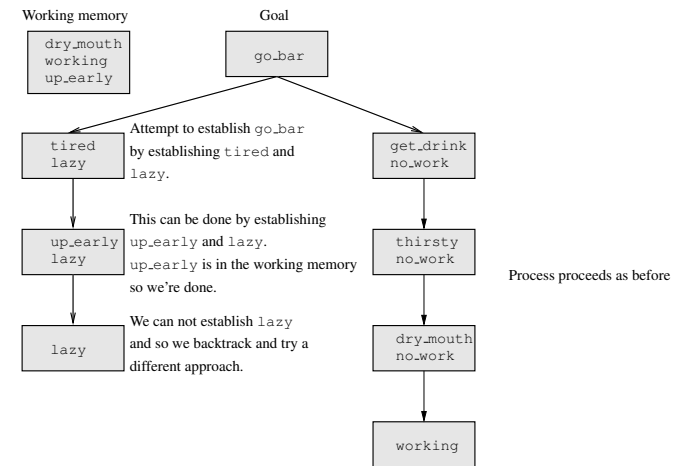 Working memory
Goal
dry_mouth
working
up_early
go_bar
tired
lazy
Attempt to establish go_bar
by establishing tired and
lazy.
get_drink
no_work
up_early
lazy
This can be done by establishing
up_early and lazy.
up_early is in the working memory
so we're done.
thirsty
no_work
Process proceeds as before
lazy
We can not establish lazy
and so we backtrack and try a
different approach.
dry_mouth
no_work
working